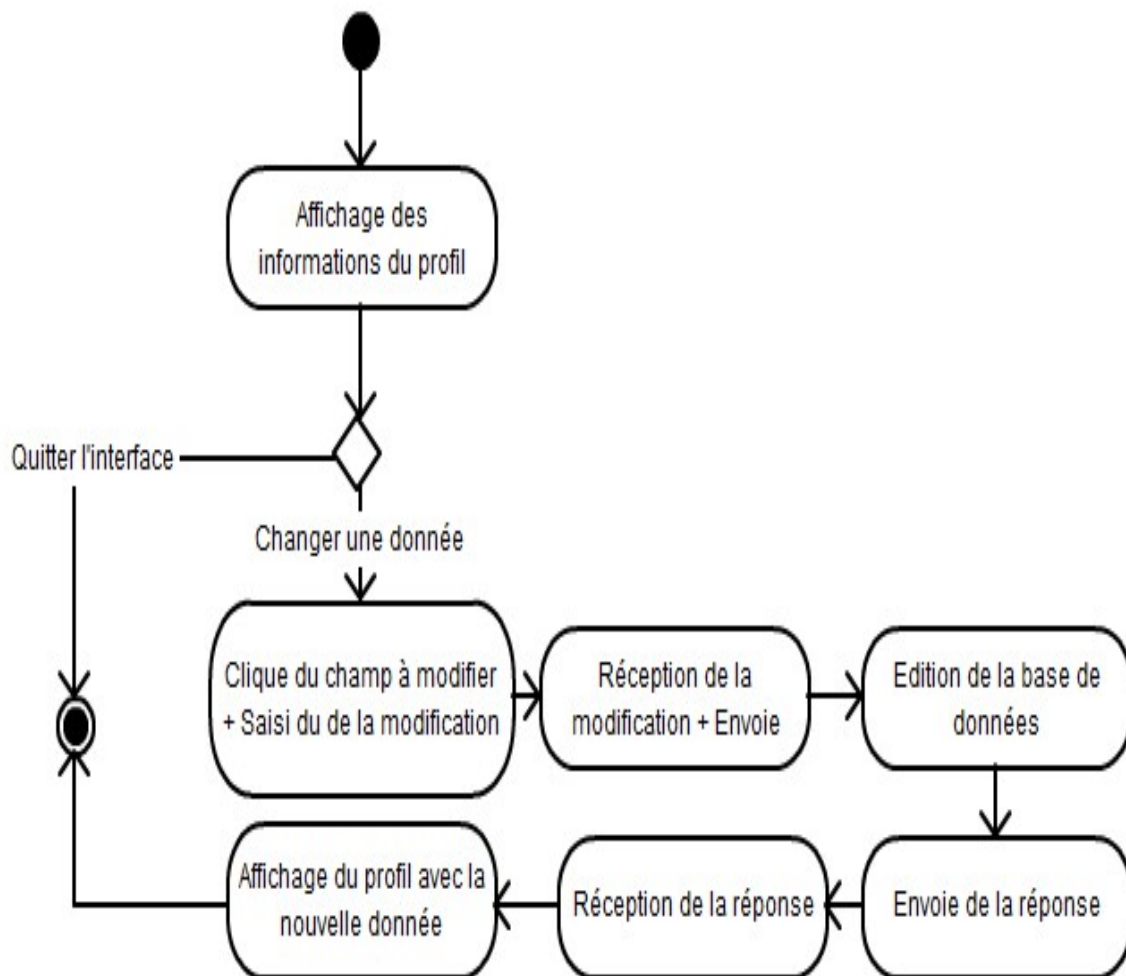 Affichage des
informations du profil
Quitter l'interface
Changer une donnée
Clique du champ à modifier
+ Saisi du de la modification
Réception de la
modification + Envoie
Edition de la base de
données
Affichage du profil avec la
nouvelle donnée
Réception de la réponse
Envoie de la réponse